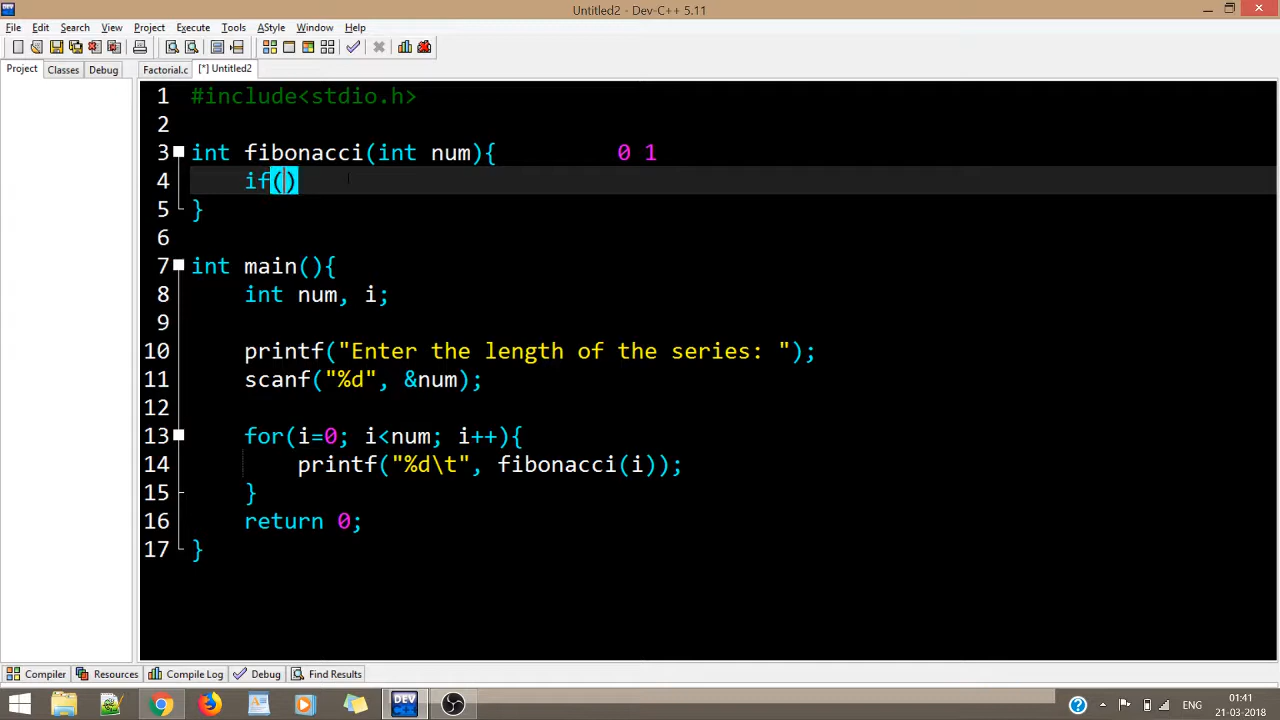 Untitled2 - Dev-C++ 5.11
File Edit Search View Project Execute Tools AStyle Window Help
Project Classes Debug Factorial.c [*] Untitled2
1 #include<stdio.h>
2
3 int fibonacci(int num){ 0 1
4 if()
5 }
6
7 int main(){
8 int num, i;
9
10 printf("Enter the length of the series: ");
11 scanf("%d", &num);
12
13 for(i=0; i<num; i++){
14 printf("%d\t", fibonacci(i));
15 }
16 return 0;
17 }
Compiler Resources Compile Log Debug Find Results
DEV C++ ENG 01:41
21-03-2018